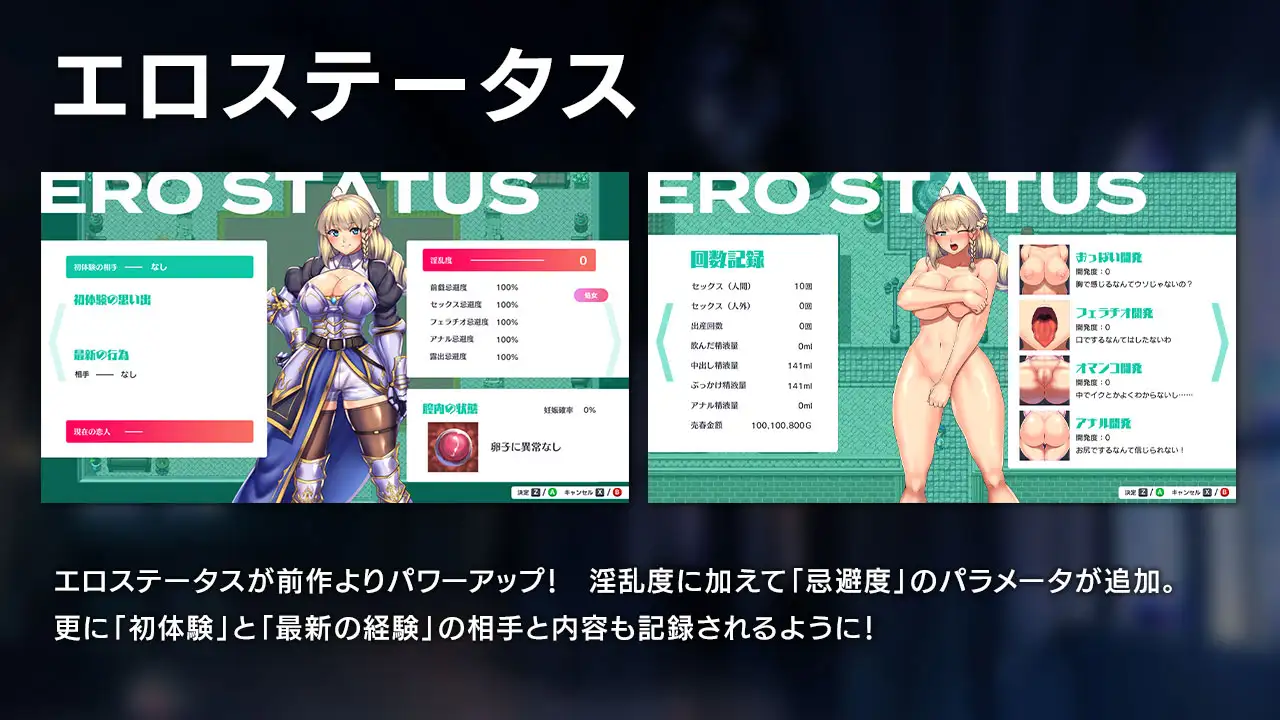 エロステータス
ERO STATUS
初体験の相手 ―― なし
初体験の思い出
最新の行為
相手 ―― なし
現在の恋人 ――
淫乱度 0
前戯忌避度 100%
セックス忌避度 100%
フェラチオ忌避度 100%
アナル忌避度 100%
露出忌避度 100%
処女
膣内の状態
妊娠確率 0%
卵子に異常なし
決定 Z / A キャンセル X / B
ERO STATUS
回数記録
セックス（人間） 10回
セックス（人外） 0回
出産回数 0回
飲んだ精液量 0ml
中出し精液量 141ml
ぶっかけ精液量 141ml
アナル精液量 0ml
売春金額 100,100,800G
おっぱい開発
開発度：0
胸で感じるなんてウソじゃないの？
フェラチオ開発
開発度：0
口でするなんてはしたないわ
オマンコ開発
開発度：0
中でイクとかよくわからないし……
アナル開発
開発度：0
お尻でするなんて信じられない！
決定 Z / A キャンセル X / B
エロステータスが前作よりパワーアップ！　淫乱度に加えて「忌避度」のパラメータが追加。
更に「初体験」と「最新の経験」の相手と内容も記録されるように！